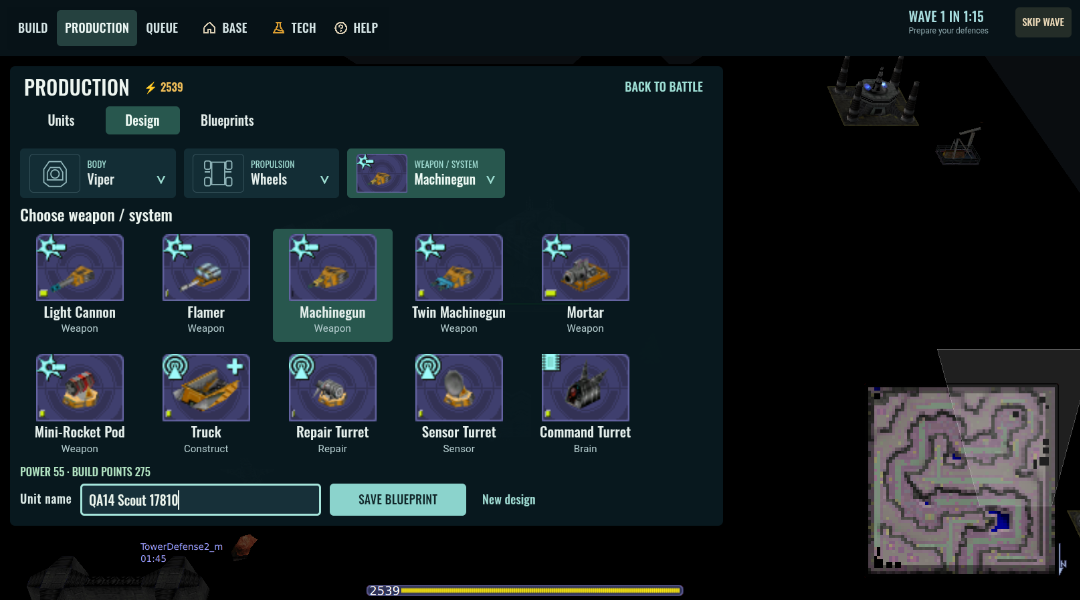 BUILD PRODUCTION QUEUE BASE TECH HELP
WAVE 1 IN 1:15
Prepare your defences
SKIP WAVE
PRODUCTION 2539 BACK TO BATTLE
Units Design Blueprints
BODY
Viper
PROPULSION
Wheels
WEAPON / SYSTEM
Machinegun
Choose weapon / system
Light Cannon Flamer Machinegun Twin Machinegun Mortar
Weapon Weapon Weapon Weapon Weapon
Mini-Rocket Pod Truck Repair Turret Sensor Turret Command Turret
Weapon Construct Repair Sensor Brain
POWER 55 · BUILD POINTS 275
Unit name QA14 Scout 17810 SAVE BLUEPRINT New design
TowerDefense2_m
01:45
N
2539